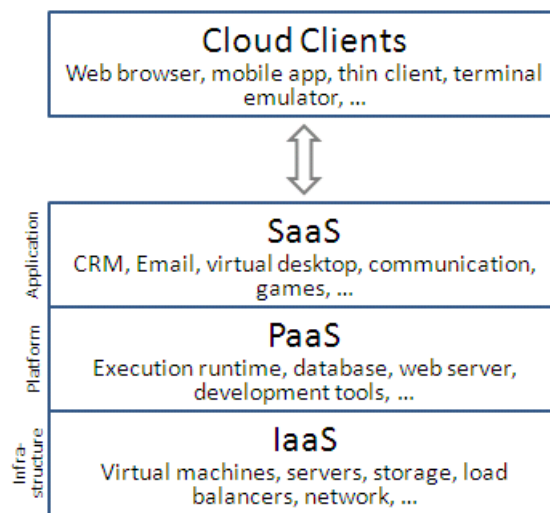 Cloud Clients
Web browser, mobile app, thin client, terminal
emulator, ...
Application
SaaS
CRM, Email, virtual desktop, communication,
games, ...
Platform
PaaS
Execution runtime, database, web server,
development tools, ...
Infra-
structure
IaaS
Virtual machines, servers, storage, load
balancers, network, ...